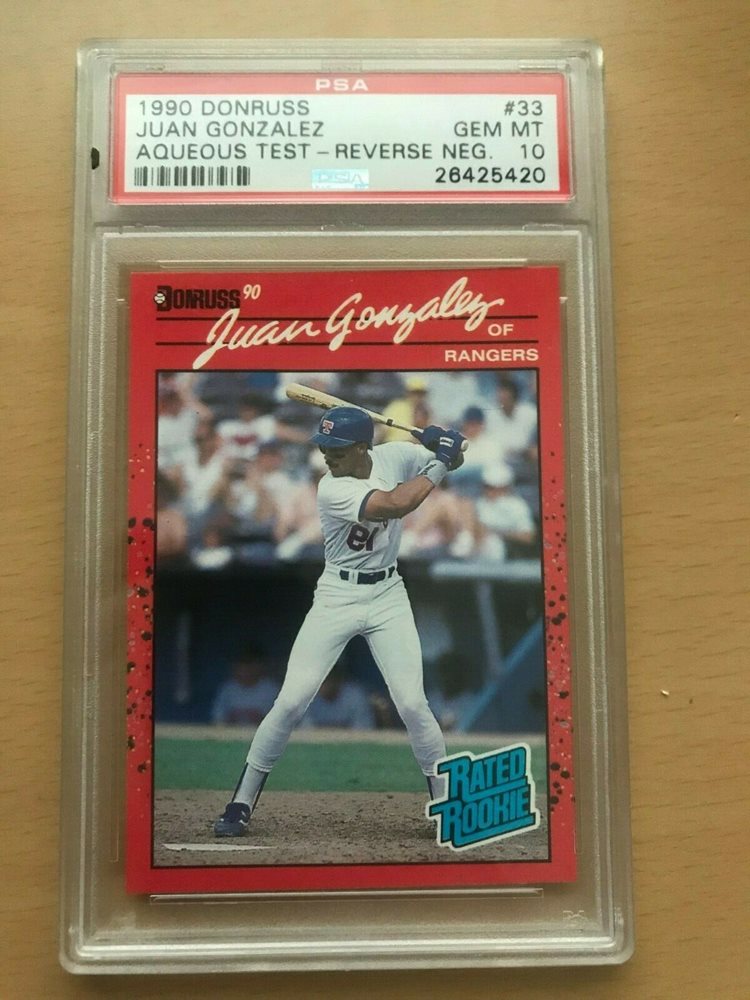 PSA
1990 DONRUSS #33
JUAN GONZALEZ GEM MT
AQUEOUS TEST - REVERSE NEG. 10
PSA
26425420
DONRUSS 90
Juan Gonzalez OF
RANGERS
T
RATED
ROOKIE